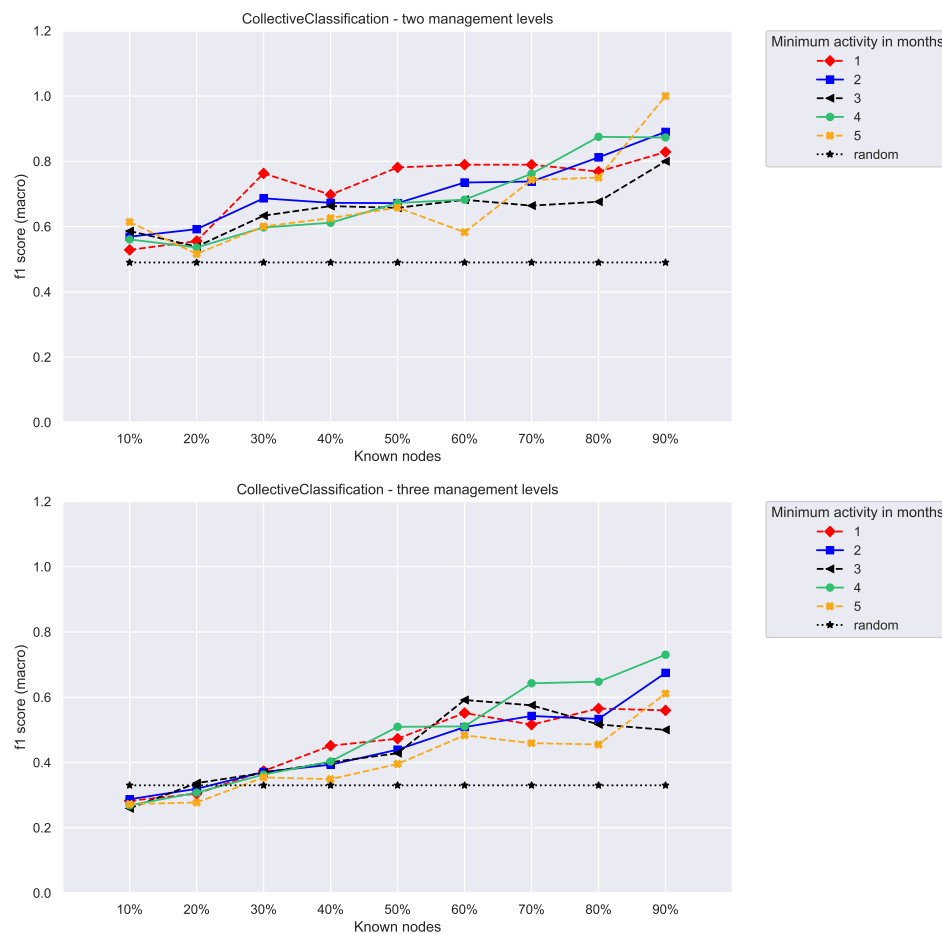 CollectiveClassification - two management levels
1.2
1.0
0.8
0.6
0.4
0.2
0.0
f1 score (macro)
10% 20% 30% 40% 50% 60% 70% 80% 90%
Known nodes
Minimum activity in months
1
2
3
4
5
random
CollectiveClassification - three management levels
1.2
1.0
0.8
0.6
0.4
0.2
0.0
f1 score (macro)
10% 20% 30% 40% 50% 60% 70% 80% 90%
Known nodes
Minimum activity in months
1
2
3
4
5
random